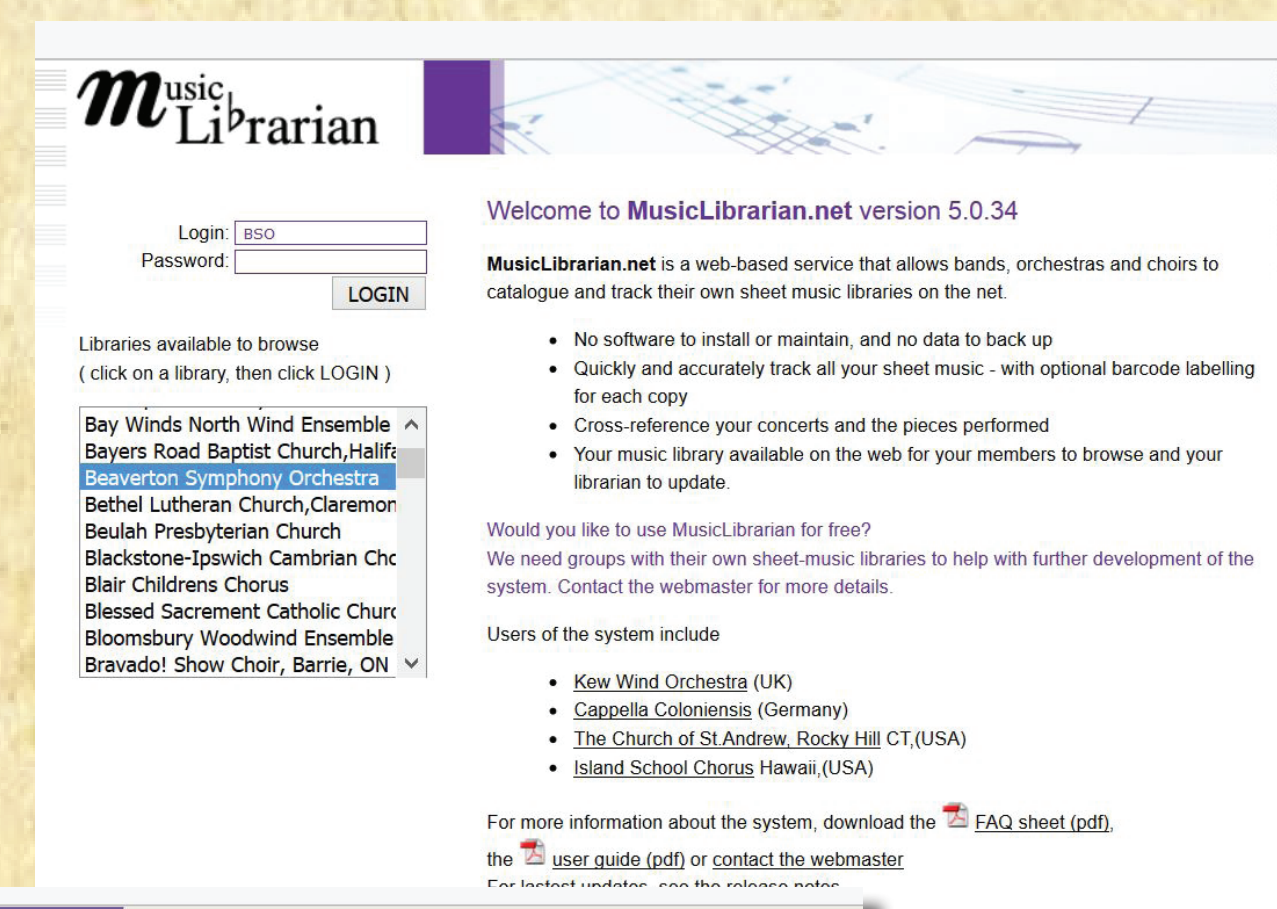 Music
Librarian
Login: BSO
Password:
LOGIN
Libraries available to browse
( click on a library, then click LOGIN )
Bay Winds North Wind Ensemble
Bayers Road Baptist Church,Halifa
Beaverton Symphony Orchestra
Bethel Lutheran Church,Claremon
Beulah Presbyterian Church
Blackstone-Ipswich Cambrian Cho
Blair Childrens Chorus
Blessed Sacrement Catholic Churc
Bloomsbury Woodwind Ensemble
Bravado! Show Choir, Barrie, ON
Welcome to MusicLibrarian.net version 5.0.34
MusicLibrarian.net is a web-based service that allows bands, orchestras and choirs to
catalogue and track their own sheet music libraries on the net.
• No software to install or maintain, and no data to back up
• Quickly and accurately track all your sheet music - with optional barcode labelling
for each copy
• Cross-reference your concerts and the pieces performed
• Your music library available on the web for your members to browse and your
librarian to update.
Would you like to use MusicLibrarian for free?
We need groups with their own sheet-music libraries to help with further development of the
system. Contact the webmaster for more details.
Users of the system include
• Kew Wind Orchestra (UK)
• Cappella Coloniensis (Germany)
• The Church of St.Andrew, Rocky Hill CT,(USA)
• Island School Chorus Hawaii,(USA)
For more information about the system, download the FAQ sheet (pdf),
the user guide (pdf) or contact the webmaster
For lastest updates, see the release notes